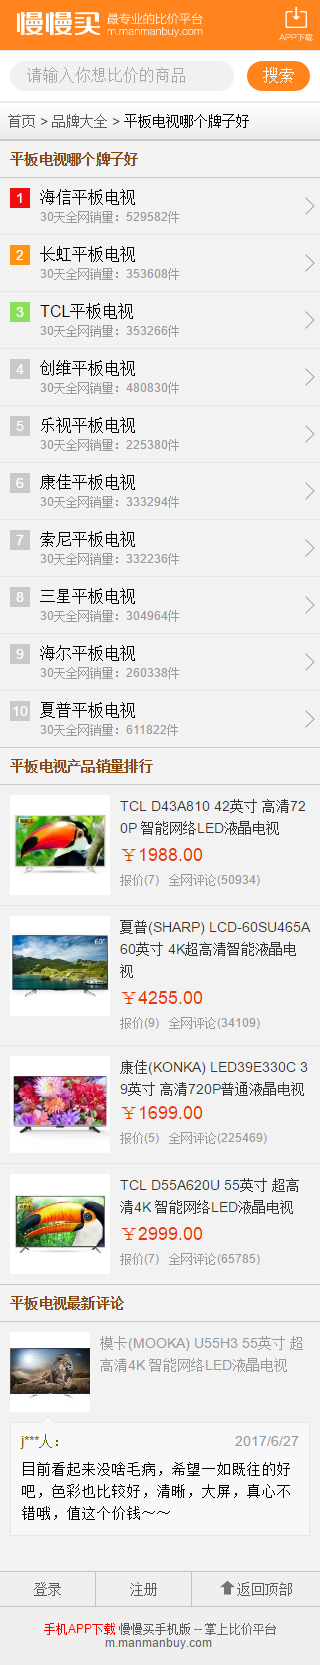 慢慢买 最专业的比价平台
m.manmanbuy.com
APP下载
请输入你想比价的商品 搜索
首页 > 品牌大全 > 平板电视哪个牌子好
平板电视哪个牌子好
1 海信平板电视
30天全网销量：529582件
2 长虹平板电视
30天全网销量：353608件
3 TCL平板电视
30天全网销量：353266件
4 创维平板电视
30天全网销量：480830件
5 乐视平板电视
30天全网销量：225380件
6 康佳平板电视
30天全网销量：333294件
7 索尼平板电视
30天全网销量：332236件
8 三星平板电视
30天全网销量：304964件
9 海尔平板电视
30天全网销量：260338件
10 夏普平板电视
30天全网销量：611822件
平板电视产品销量排行
TCL D43A810 42英寸 高清72
0P 智能网络LED液晶电视
￥1988.00
报价(7) 全网评论(50934)
夏普(SHARP) LCD-60SU465A
60英寸 4K超高清智能液晶电
视
￥4255.00
报价(9) 全网评论(34109)
康佳(KONKA) LED39E330C 3
9英寸 高清720P普通液晶电视
￥1699.00
报价(5) 全网评论(225469)
TCL D55A620U 55英寸 超高
清4K 智能网络LED液晶电视
￥2999.00
报价(7) 全网评论(65785)
平板电视最新评论
模卡(MOOKA) U55H3 55英寸 超
高清4K 智能网络LED液晶电视
j***人： 2017/6/27
目前看起来没啥毛病，希望一如既往的好
吧，色彩也比较好，清晰，大屏，真心不
错哦，值这个价钱～～
登录 注册 返回顶部
手机APP下载 慢慢买手机版 -- 掌上比价平台
m.manmanbuy.com